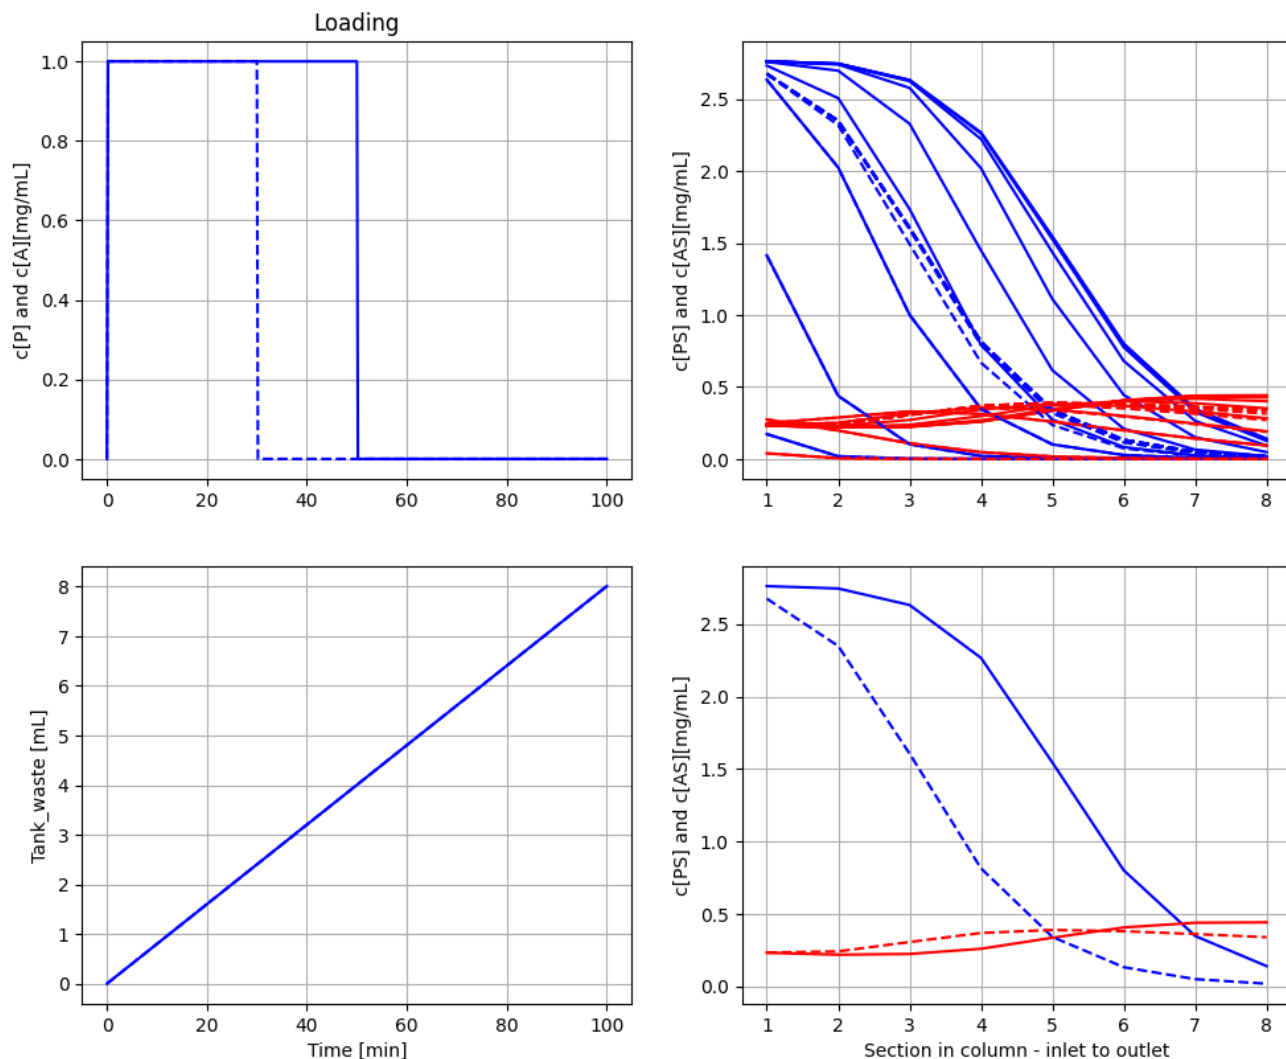 Loading
c[P] and c[A][mg/mL]
1.0
0.8
0.6
0.4
0.2
0.0
0 20 40 60 80 100
c[PS] and c[AS][mg/mL]
2.5
2.0
1.5
1.0
0.5
0.0
1 2 3 4 5 6 7 8
Tank_waste [mL]
8
7
6
5
4
3
2
1
0
0 20 40 60 80 100
Time [min]
c[PS] and c[AS][mg/mL]
2.5
2.0
1.5
1.0
0.5
0.0
1 2 3 4 5 6 7 8
Section in column - inlet to outlet